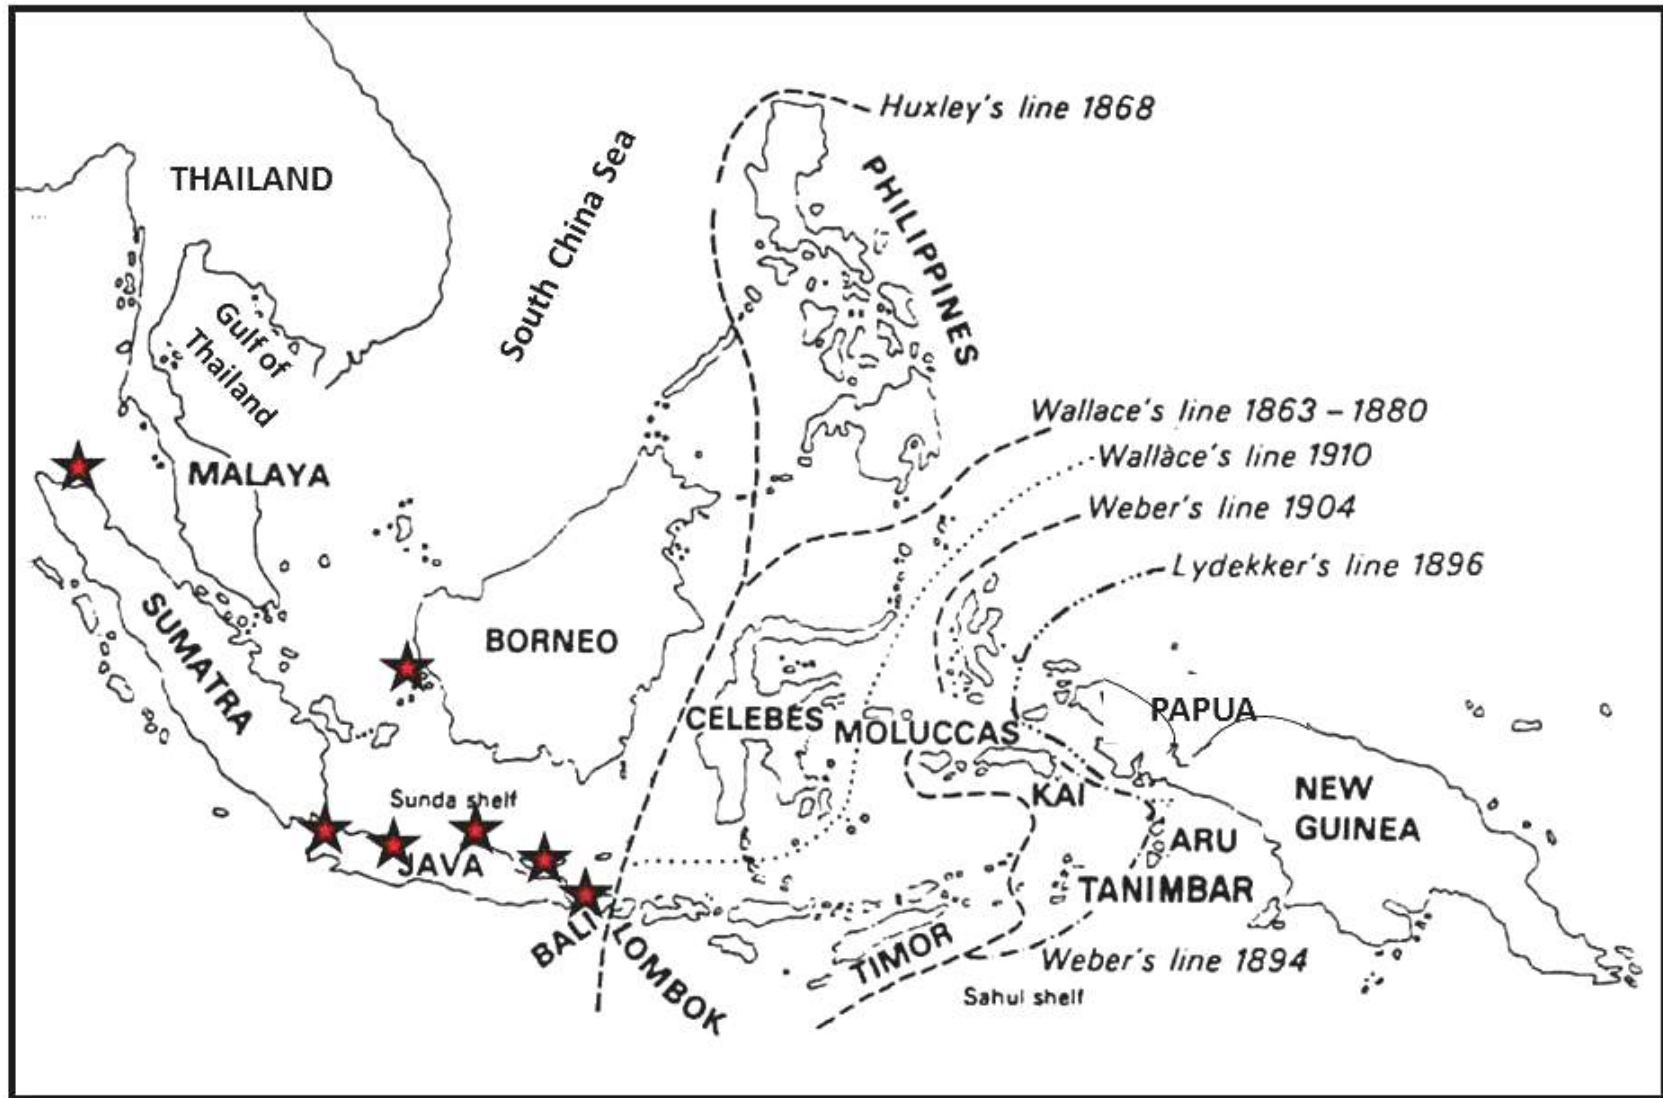 Huxley's line 1868
THAILAND
South China Sea
PHILIPPINES
Gulf of
Thailand
Wallace's line 1863 – 1880
Wallàce's line 1910
MALAYA
Weber's line 1904
Lydekker's line 1896
SUMATRA
BORNEO
CELEBES
MOLUCCAS
PAPUA
NEW
GUINEA
KAI
Sunda shelf
ARU
JAVA
TANIMBAR
BALI
LOMBOK
TIMOR
Weber's line 1894
Sahul shelf